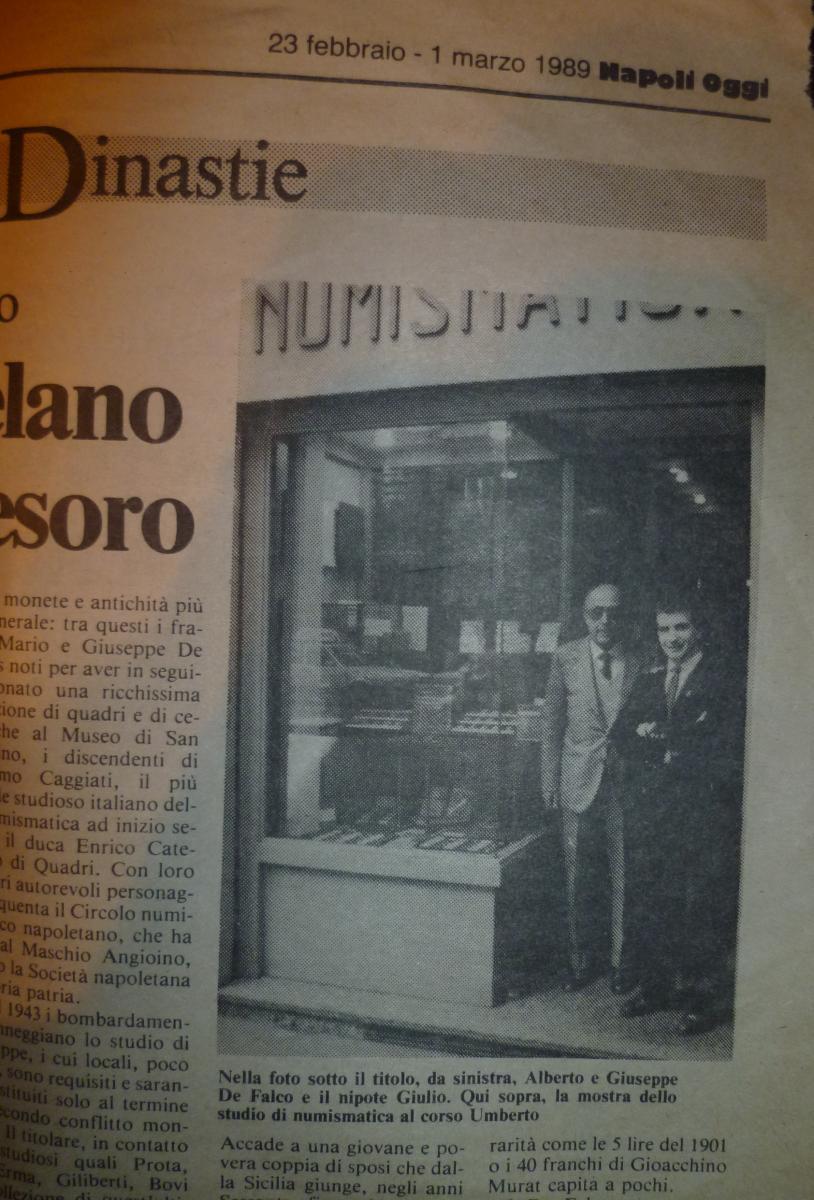 23 febbraio - 1 marzo 1989 Napoli Oggi
Dinastie
o
elano
esoro
NUMISMATICA
monete e antichità più
nerale: tra questi i fra-
Mario e Giuseppe De
s noti per aver in segui-
onato una ricchissima
zione di quadri e di ce-
che al Museo di San
no, i discendenti di
mo Caggiati, il più
e studioso italiano del-
mismatica ad inizio se-
il duca Enrico Cate-
o di Quadri. Con loro
ri autorevoli personag-
quenta il Circolo numi-
co napoletano, che ha
al Maschio Angioino,
o la Società napoletana
ria patria.
l 1943 i bombardamen-
nneggiano lo studio di
ppe, i cui locali, poco
, sono requisiti e saran-
stituiti solo al termine
econdo conflitto mon-
Il titolare, in contatto
studiosi quali Prota,
Erma, Giliberti, Bovi
Nella foto sotto il titolo, da sinistra, Alberto e Giuseppe
De Falco e il nipote Giulio. Qui sopra, la mostra dello
studio di numismatica al corso Umberto
Accade a una giovane e po-
vera coppia di sposi che dal-
la Sicilia giunge, negli anni
rarità come le 5 lire del 1901
o i 40 franchi di Gioacchino
Murat capita a pochi.